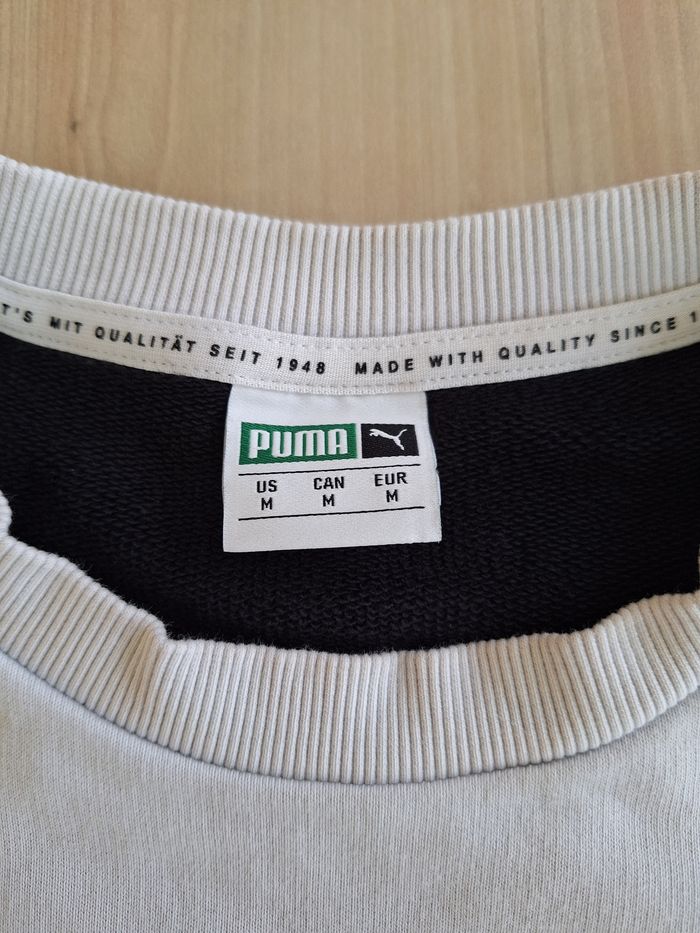 T'S MIT QUALITÄT SEIT 1948 MADE WITH QUALITY SINCE 1
PUMA
US CAN EUR
M M M